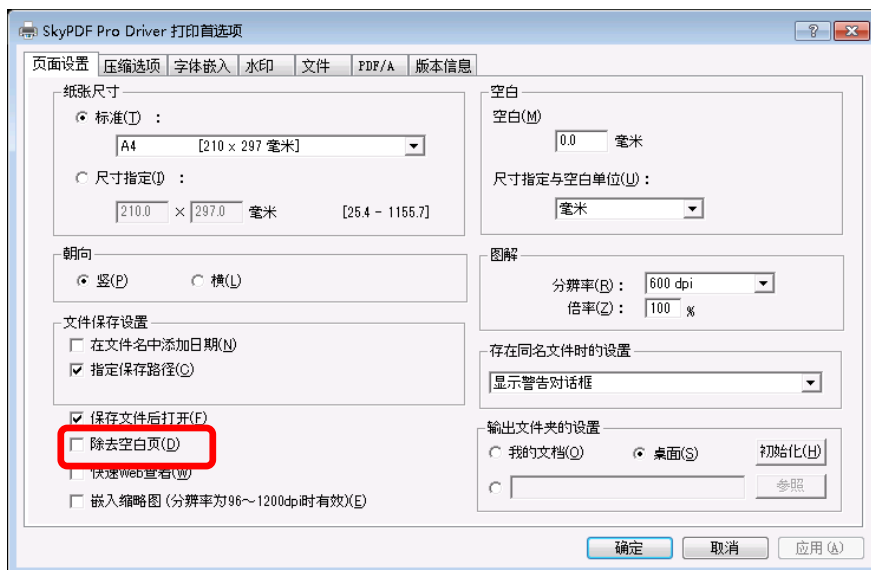 SkyPDF Pro Driver 打印首选项
页面设置 压缩选项 字体嵌入 水印 文件 PDF/A 版本信息
纸张尺寸
标准(T) :
A4 [210 x 297 毫米]
尺寸指定(I) :
210.0 × 297.0 毫米 [25.4 - 1155.7]
朝向
竖(P) 横(L)
文件保存设置
在文件名中添加日期(N)
指定保存路径(C)
保存文件后打开(F)
除去空白页(D)
快速Web查看(W)
嵌入缩略图 (分辨率为96～1200dpi时有效)(E)
空白
空白(M)
0.0 毫米
尺寸指定与空白单位(U) :
毫米
图解
分辨率(R) : 600 dpi
倍率(Z) : 100 %
存在同名文件时的设置
显示警告对话框
输出文件夹的设置
我的文档(O) 桌面(S) 初始化(H)
参照
确定 取消 应用(A)